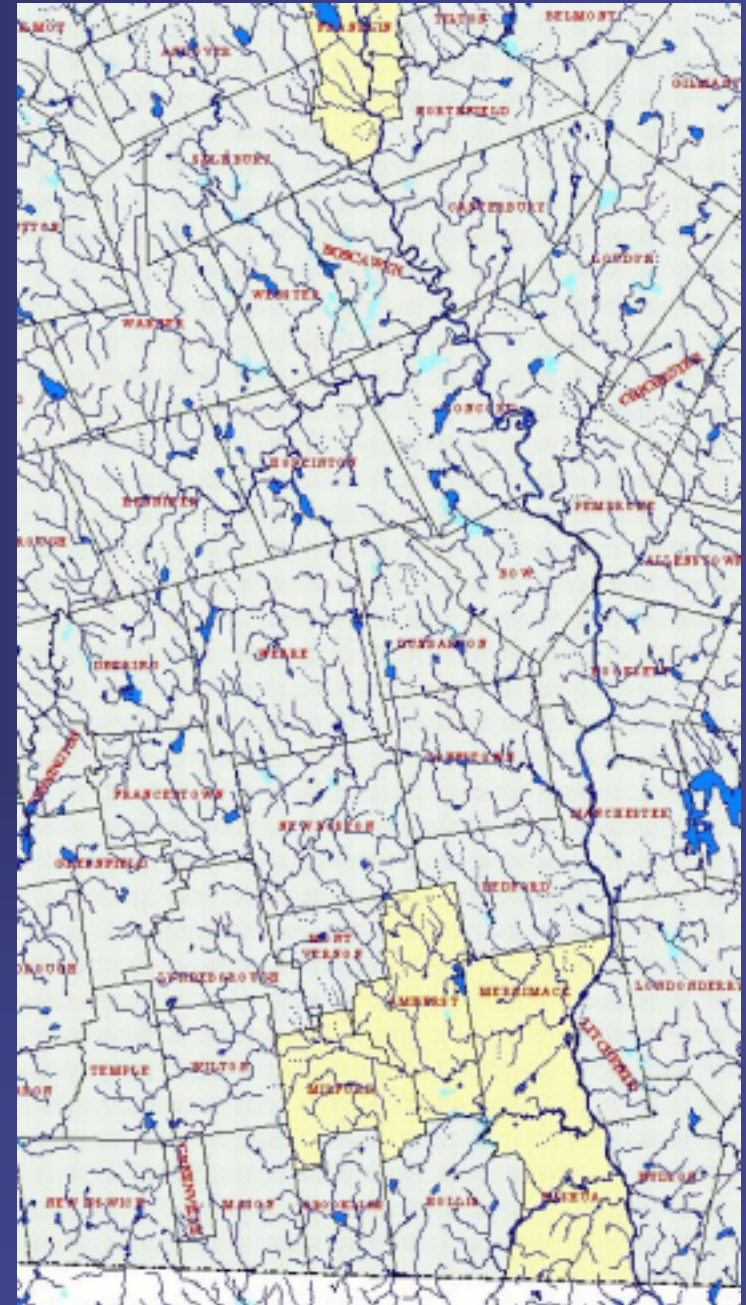 FRANKLIN
TILTON
BELMONT
ANDOVER
NORTHFIELD
SALISBURY
CANTERBURY
BOSCAWEN
LOUDON
WEBSTER
WARNER
CHICHESTER
CONCORD
HOPKINTON
HENNIKER
PEMBROKE
ALLENSTOWN
BOW
DUNBARTON
WEARE
DEERING
HOOKSETT
GOFFSTOWN
FRANCESTOWN
MANCHESTER
NEW BOSTON
GREENFIELD
BEDFORD
MONT
VERNON
LYNDEBOROUGH
AMHERST
MERRIMACK
LONDONDERRY
LITCHFIELD
TEMPLE
WILTON
MILFORD
GREENVILLE
NEW IPSWICH
MASON
BROOKLINE
HOLLIS
NASHUA
HUDSON